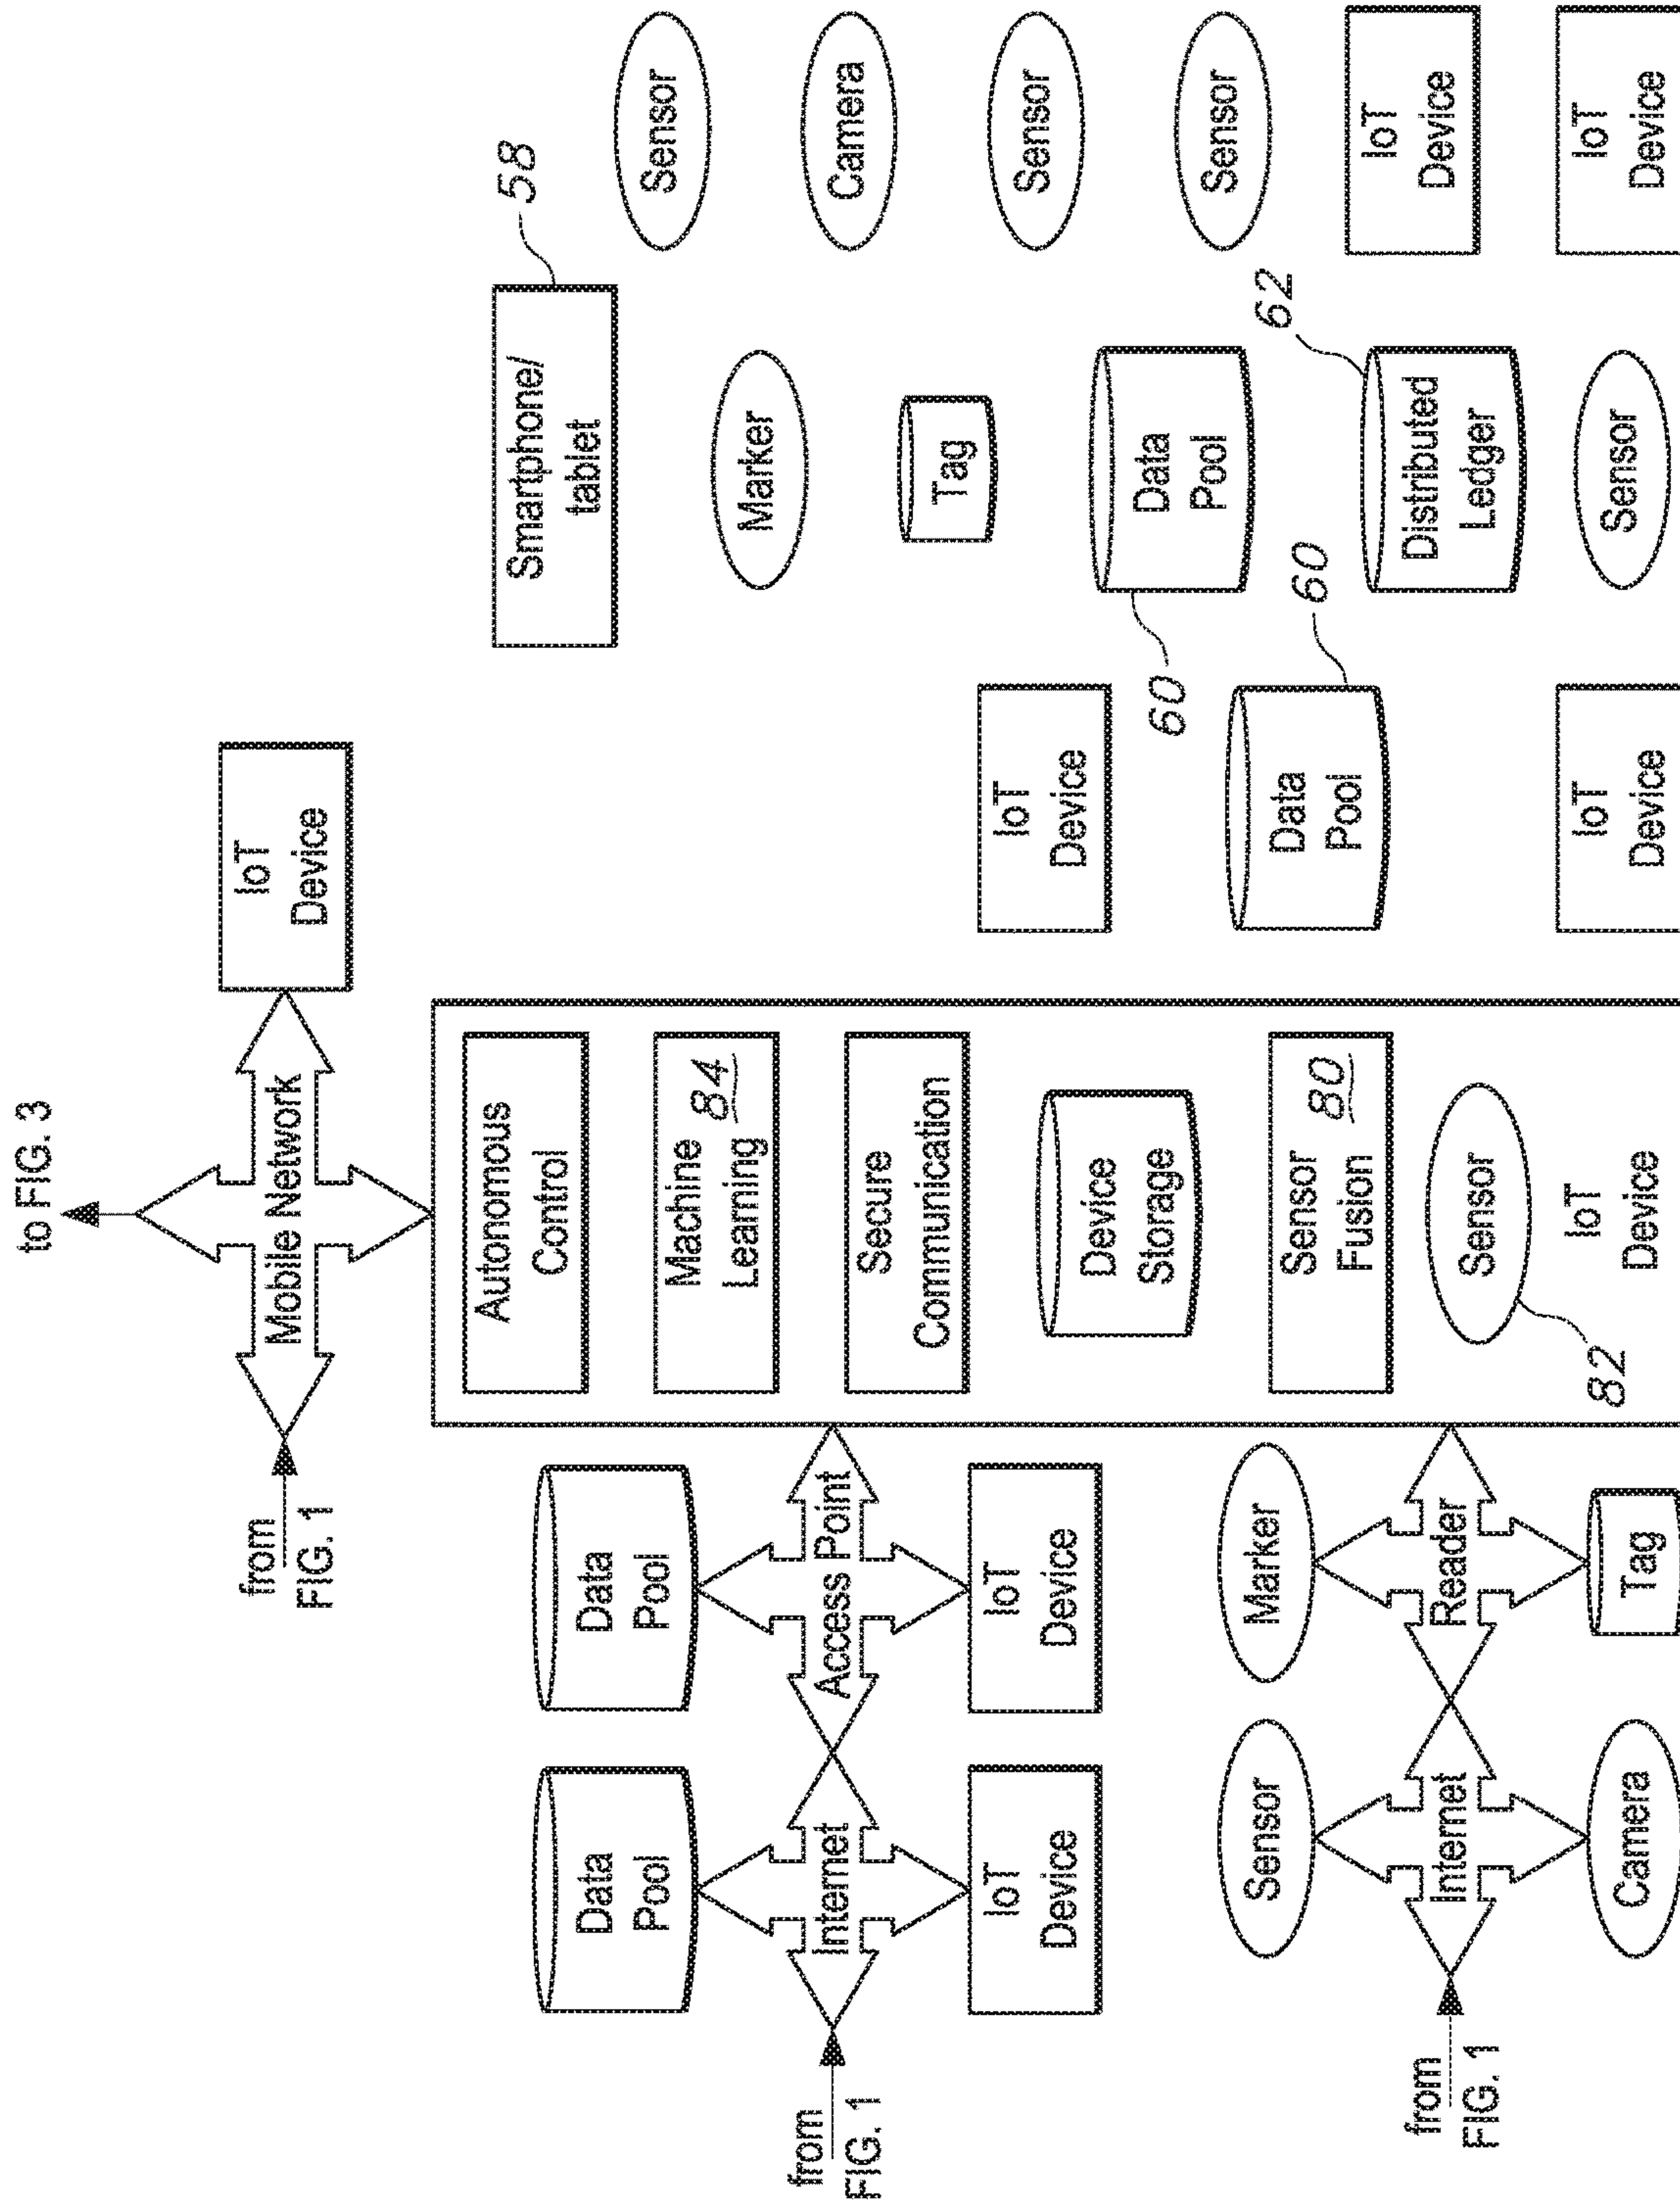 to FIG. 3
from
FIG. 1
Mobile Network
IoT
Device
Smartphone/
tablet
58
Autonomous
Control
Machine
Learning
84
Secure
Communication
Device
Storage
Sensor
Fusion
80
Sensor
82
IoT
Device
Data
Pool
Data
Pool
from
FIG. 1
Internet
Access Point
IoT
Device
IoT
Device
Sensor
Marker
from
FIG. 1
Internet
Reader
Camera
Tag
IoT
Device
Data
Pool
60
IoT
Device
Marker
Tag
Data
Pool
60
Distributed
Ledger
62
Sensor
Sensor
Camera
Sensor
Sensor
IoT
Device
IoT
Device